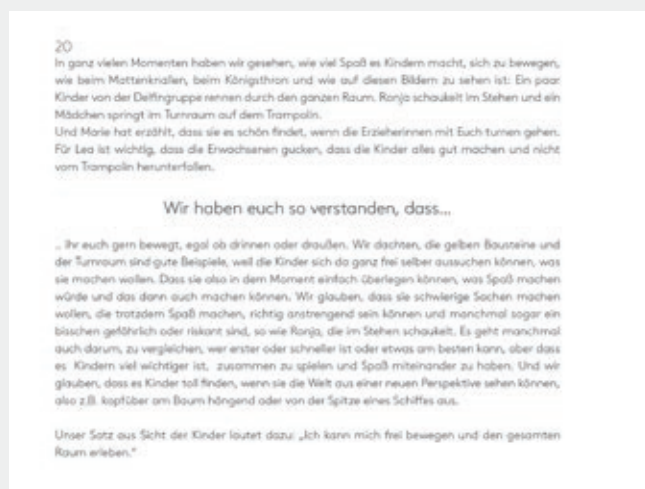 20
In ganz vielen Momenten haben wir gesehen, wie viel Spaß es Kindern macht, sich zu bewegen,
wie beim Mattenknallen, beim Königsthron und wie auf diesen Bildern zu sehen ist: Ein paar
Kinder von der Delfingruppe rennen durch den ganzen Raum. Ronja schaukelt im Stehen und ein
Mädchen springt im Turnraum auf dem Trampolin.
Und Marie hat erzählt, dass sie es schön findet, wenn die Erzieherinnen mit Euch turnen gehen.
Für Lea ist wichtig, dass die Erwachsenen gucken, dass die Kinder alles gut machen und nicht
vom Trampolin herunterfallen.
Wir haben euch so verstanden, dass...
... ihr euch gern bewegt, egal ob drinnen oder draußen. Wir dachten, die gelben Bausteine und
der Turnraum sind gute Beispiele, weil die Kinder sich da ganz frei selber aussuchen können, was
sie machen wollen. Dass sie also in dem Moment einfach überlegen können, was Spaß machen
würde und das dann auch machen können. Wir glauben, dass sie schwierige Sachen machen
wollen, die trotzdem Spaß machen, richtig anstrengend sein können und manchmal sogar ein
bisschen gefährlich oder riskant sind, so wie Ronja, die im Stehen schaukelt. Es geht manchmal
auch darum, zu vergleichen, wer erster oder schneller ist oder etwas am besten kann, aber dass
es Kindern viel wichtiger ist, zusammen zu spielen und Spaß miteinander zu haben. Und wir
glauben, dass es Kinder toll finden, wenn sie die Welt aus einer neuen Perspektive sehen können,
also z.B. kopfüber am Baum hängend oder von der Spitze eines Schiffes aus.
Unser Satz aus Sicht der Kinder lautet dazu: „Ich kann mich frei bewegen und den gesamten
Raum erleben."